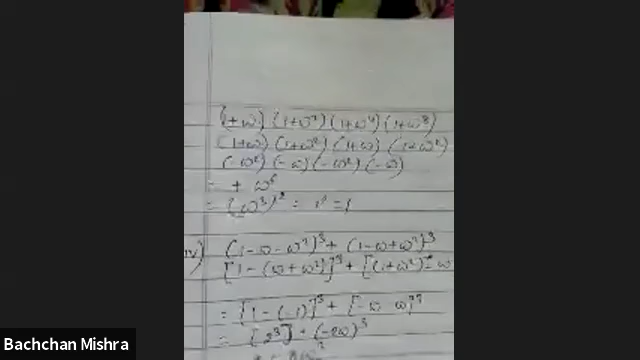 (1+ω) (1+ω²) (1+ω⁴) (1+ω⁸)
(1+ω) (1+ω²) (1+ω) (1+ω²)
(-ω²) (-ω) (-ω²) (-ω)
= + ω⁶
= (ω³)² = 1² = 1
iv) (1-ω-ω²)³ + (1-ω+ω²)³
[1-(ω+ω²)]³ + [(1+ω²)-ω
= [1-(-1)]³ + [-ω-ω]³
= [2³] + (-2ω)³
Bachchan Mishra